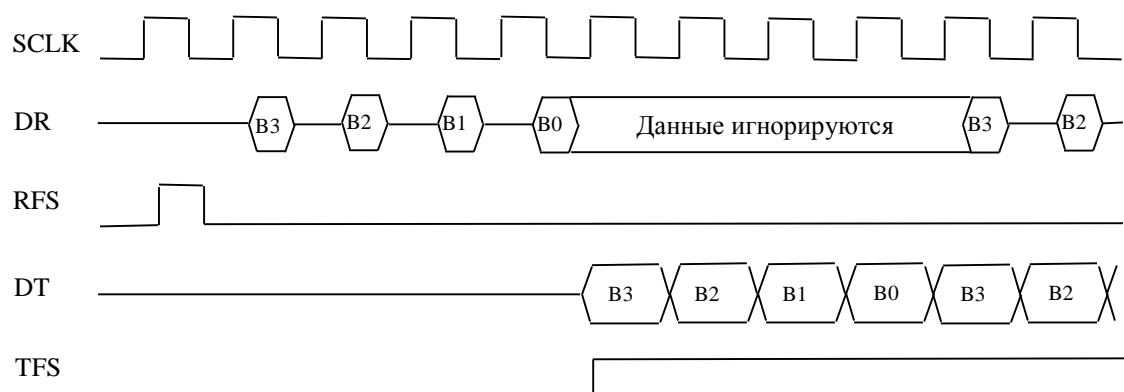 SCLK
DR B3 B2 B1 B0 Данные игнорируются B3 B2
RFS
DT B3 B2 B1 B0 B3 B2
TFS